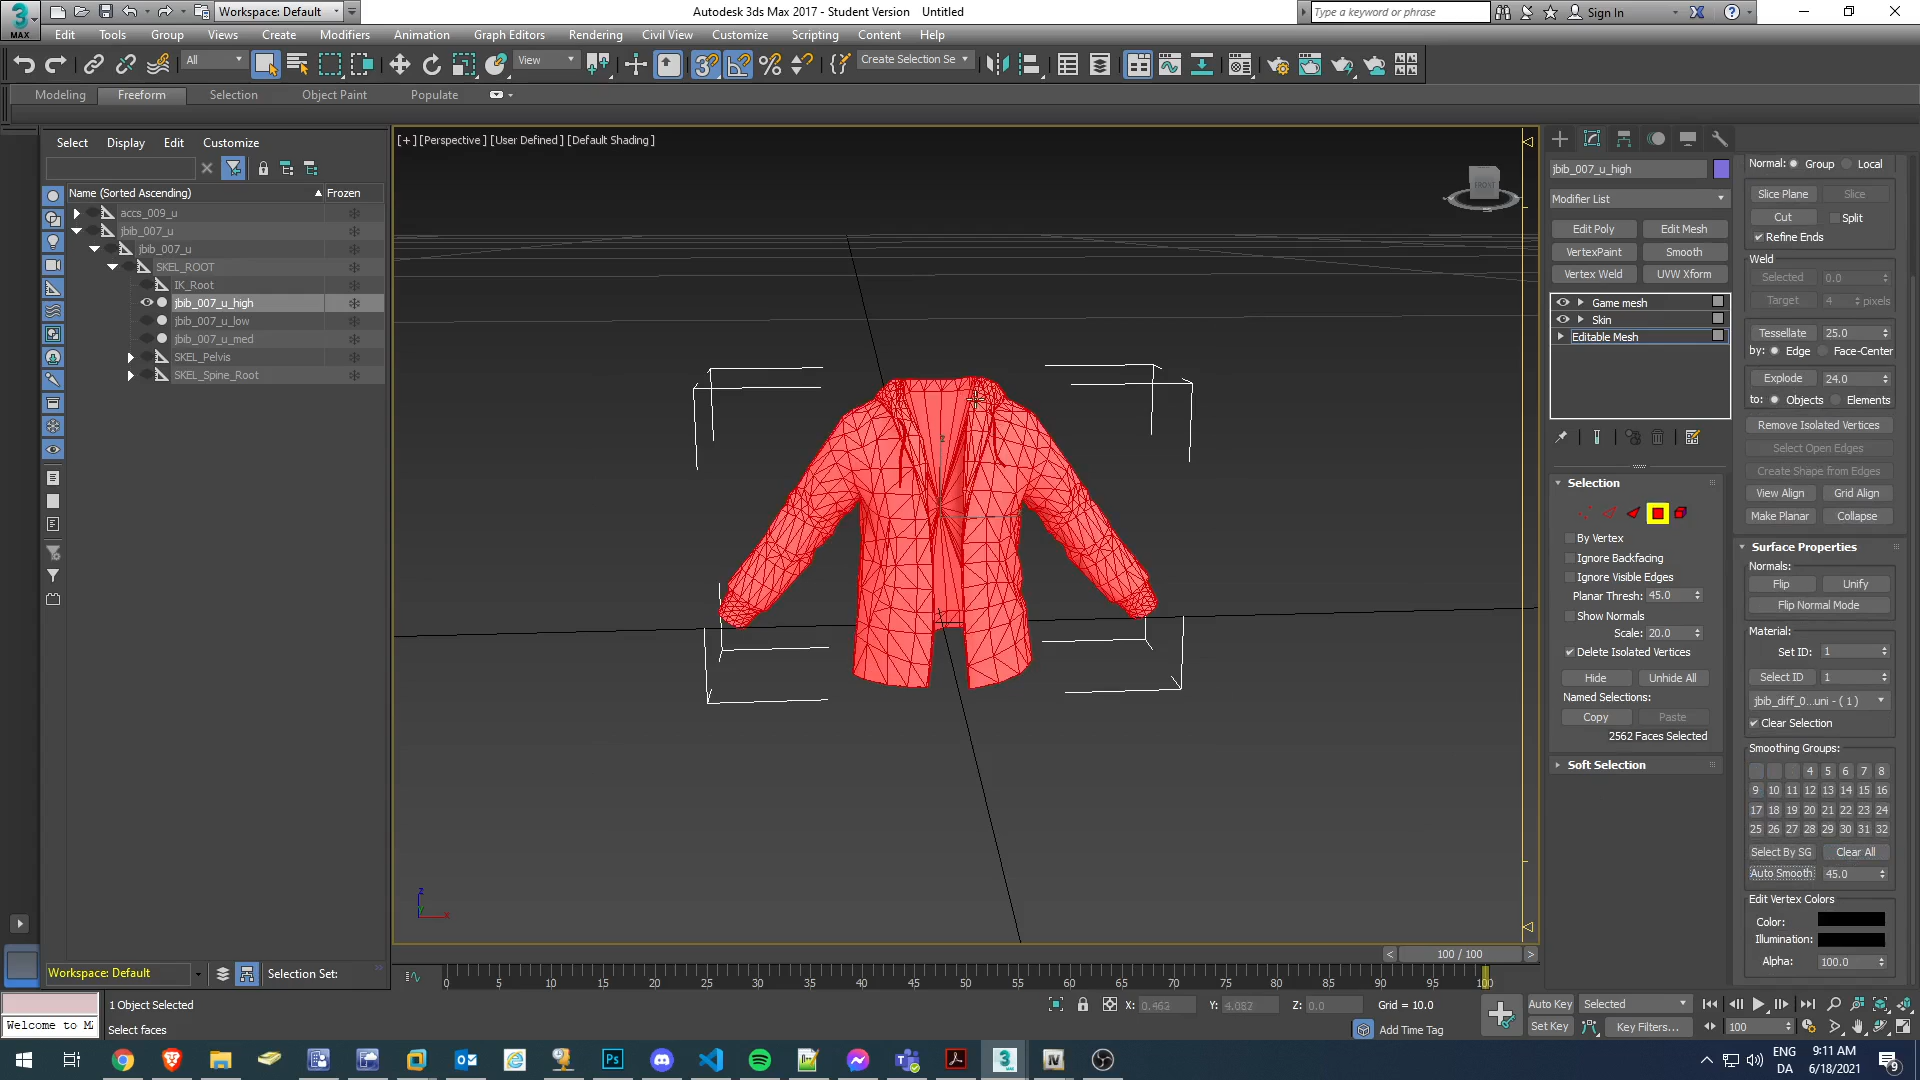 Workspace: Default
Autodesk 3ds Max 2017 - Student Version Untitled
Type a keyword or phrase
Sign In
MAX
Edit Tools Group Views Create Modifiers Animation Graph Editors Rendering Civil View Customize Scripting Content Help
All
View
Create Selection Se
Modeling Freeform Selection Object Paint Populate
Select Display Edit Customize
Name (Sorted Ascending) Frozen
accs_009_u
jbib_007_u
jbib_007_u
SKEL_ROOT
IK_Root
jbib_007_u_high
jbib_007_u_low
jbib_007_u_med
SKEL_Pelvis
SKEL_Spine_Root
Workspace: Default
Selection Set:
[+] [Perspective] [User Defined] [Default Shading]
FRONT
z
z
x
100 / 100
0 5 10 15 20 25 30 35 40 45 50 55 60 65 70 75 80 85 90 95 100
jbib_007_u_high
Modifier List
Edit Poly Edit Mesh
VertexPaint Smooth
Vertex Weld UVW Xform
Game mesh
Skin
Editable Mesh
Selection
By Vertex
Ignore Backfacing
Ignore Visible Edges
Planar Thresh: 45.0
Show Normals
Scale: 20.0
Delete Isolated Vertices
Hide Unhide All
Named Selections:
Copy Paste
2562 Faces Selected
Soft Selection
Normal: Group Local
Slice Plane Slice
Cut Split
Refine Ends
Weld
Selected 0.0
Target 4 pixels
Tessellate 25.0
by: Edge Face-Center
Explode 24.0
to: Objects Elements
Remove Isolated Vertices
Select Open Edges
Create Shape from Edges
View Align Grid Align
Make Planar Collapse
Surface Properties
Normals:
Flip Unify
Flip Normal Mode
Material:
Set ID: 1
Select ID 1
jbib_diff_0...uni - ( 1 )
Clear Selection
Smoothing Groups:
4 5 6 7 8
9 10 11 12 13 14 15 16
17 18 19 20 21 22 23 24
25 26 27 28 29 30 31 32
Select By SG Clear All
Auto Smooth 45.0
Edit Vertex Colors
Color:
Illumination:
Alpha: 100.0
Welcome to M
1 Object Selected
Select faces
X: 0.463 Y: 4.082 Z: 0.0 Grid = 10.0
Add Time Tag
Auto Key Selected
Set Key Key Filters...
100
ENG
DA
9:11 AM
6/18/2021